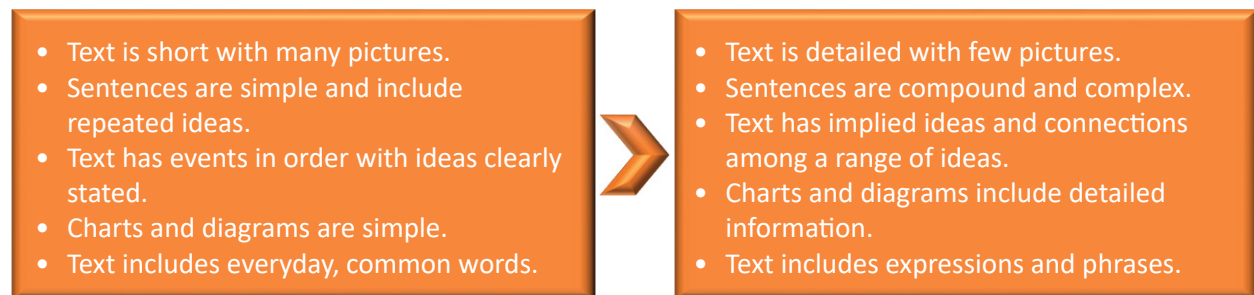 • Text is short with many pictures.
• Sentences are simple and include
repeated ideas.
• Text has events in order with ideas clearly
stated.
• Charts and diagrams are simple.
• Text includes everyday, common words.
• Text is detailed with few pictures.
• Sentences are compound and complex.
• Text has implied ideas and connections
among a range of ideas.
• Charts and diagrams include detailed
information.
• Text includes expressions and phrases.